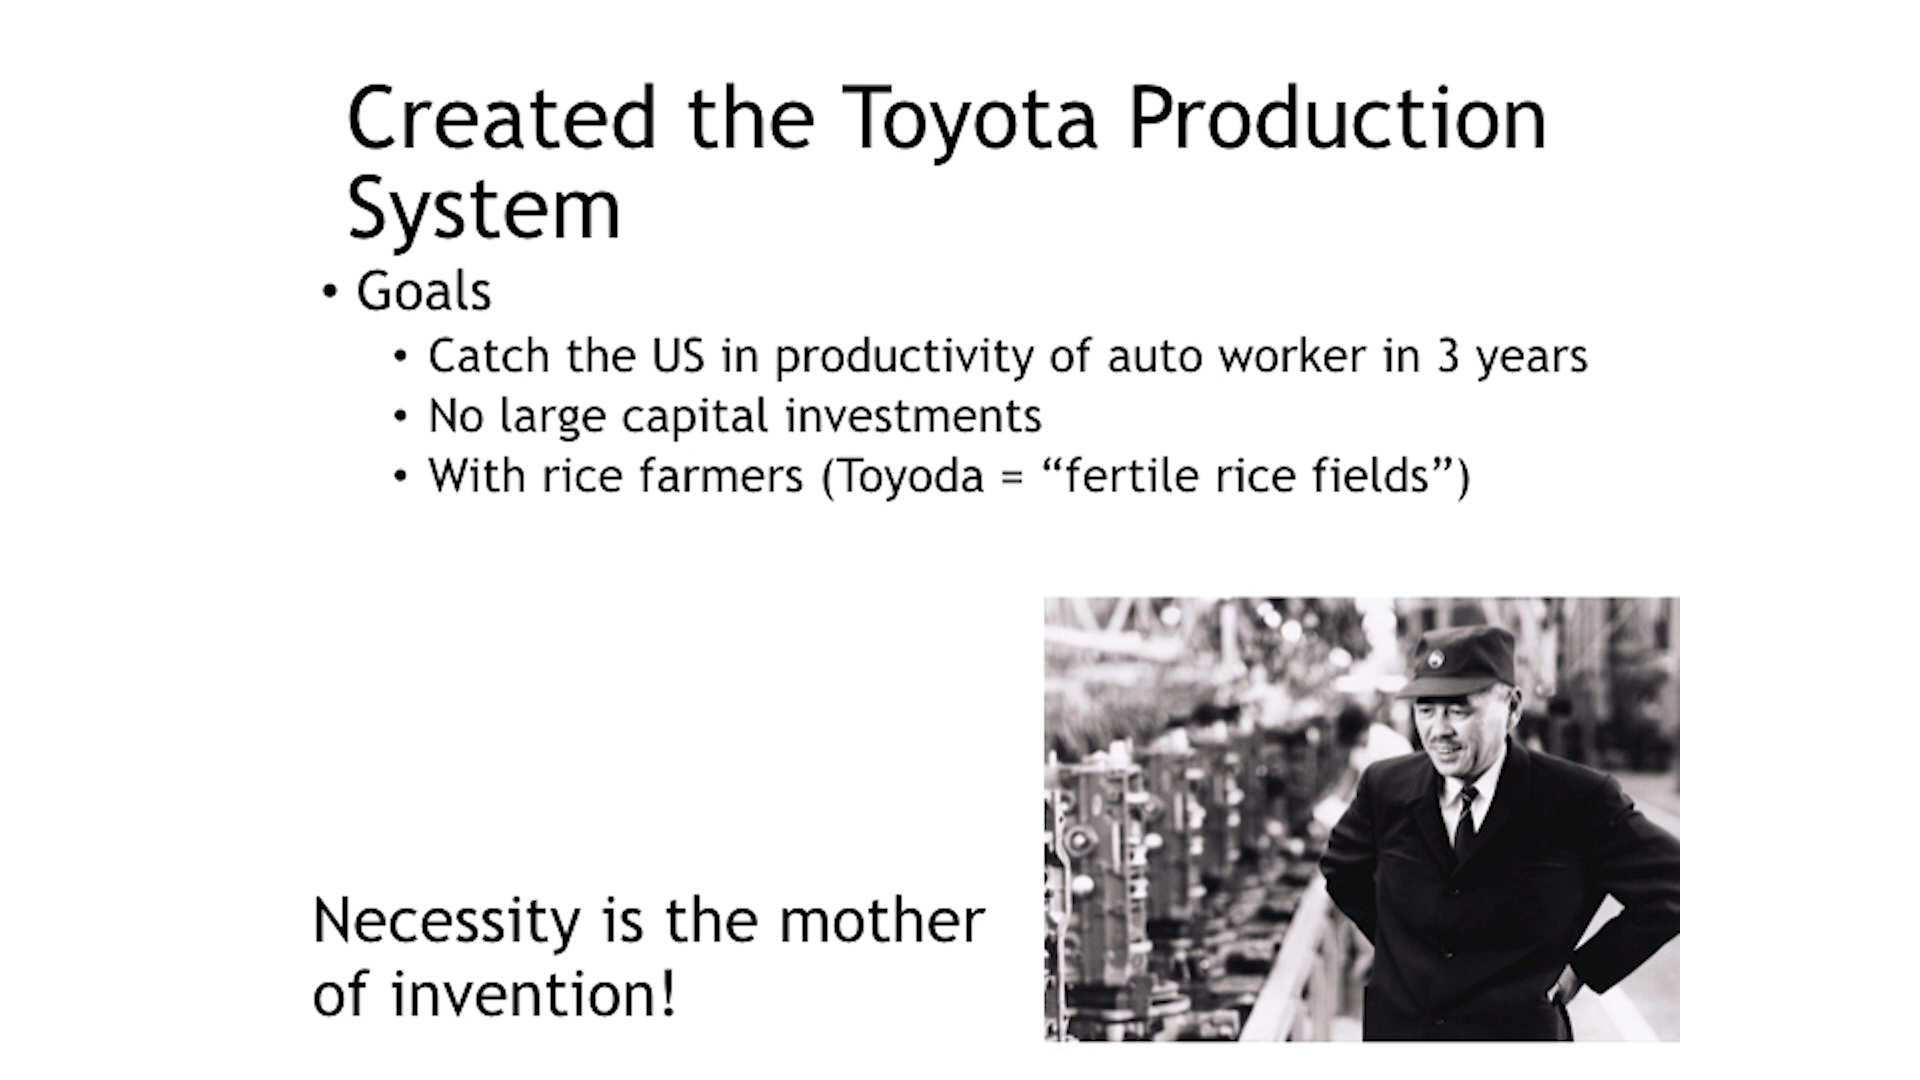 Created the Toyota Production
System
• Goals
• Catch the US in productivity of auto worker in 3 years
• No large capital investments
• With rice farmers (Toyoda = “fertile rice fields”)
Necessity is the mother
of invention!